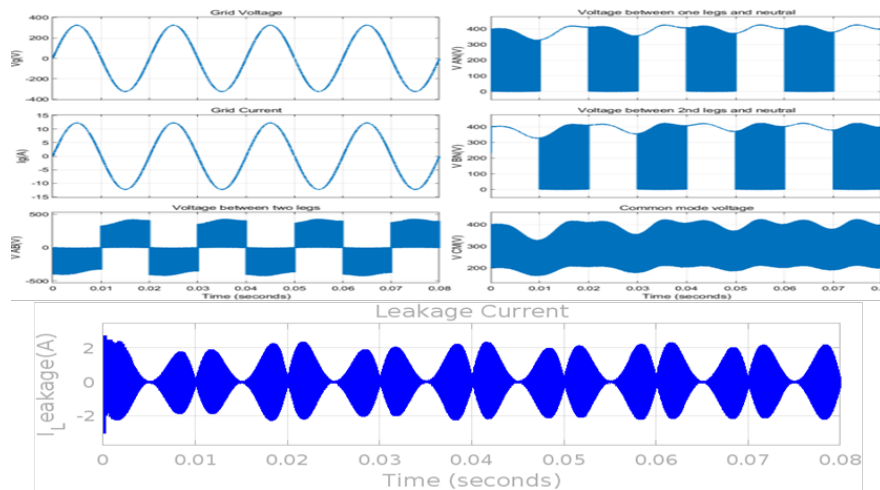 Grid Voltage
Vg(V)
400
200
0
-200
-400
Grid Current
Ig(A)
15
10
5
0
-5
-10
-15
Voltage between two legs
V AB(V)
500
0
-500
0 0.01 0.02 0.03 0.04 0.05 0.06 0.07 0.08
Time (seconds)
Voltage between one legs and neutral
V AN(V)
400
300
200
100
0
Voltage between 2nd legs and neutral
V BN(V)
400
300
200
100
0
Common mode voltage
V CM(V)
400
300
200
0 0.01 0.02 0.03 0.04 0.05 0.06 0.07 0.08
Time (seconds)
Leakage Current
I_Leakage(A)
2
0
-2
0 0.01 0.02 0.03 0.04 0.05 0.06 0.07 0.08
Time (seconds)